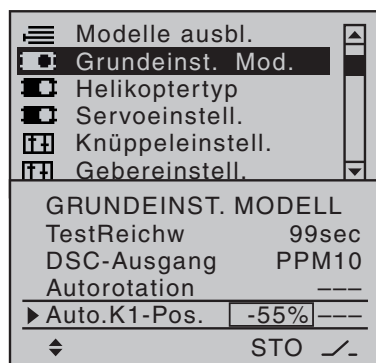 Modelle ausbl.
Grundeinst. Mod.
Helikoptertyp
Servoeinstell.
Knüppeleinstell.
Gebereinstell.
GRUNDEINST. MODELL
TestReichw 99sec
DSC-Ausgang PPM10
Autorotation ---
Auto.K1-Pos. -55% ---
STO